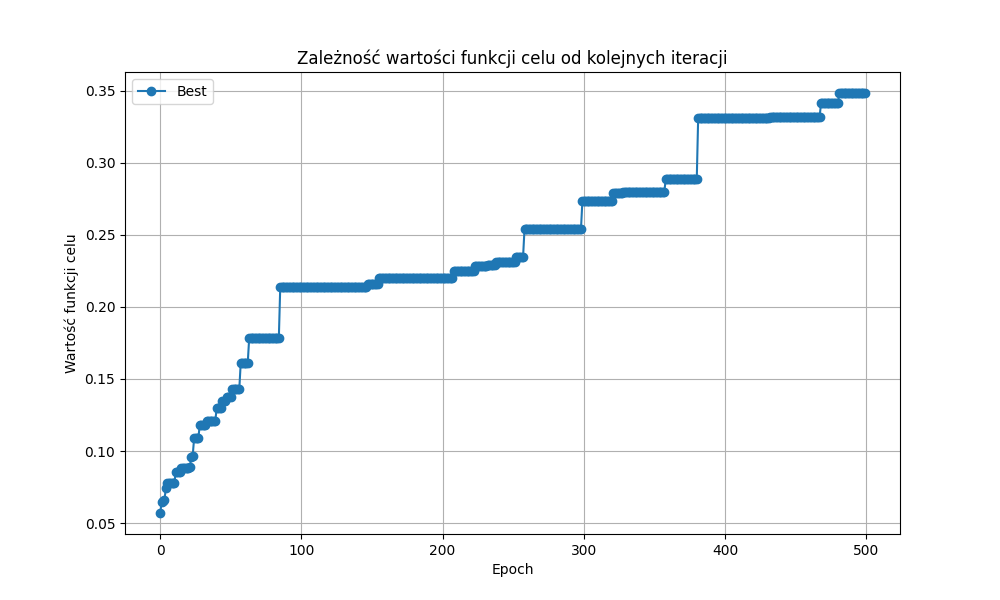 Zależność wartości funkcji celu od kolejnych iteracji
Best
Wartość funkcji celu
0.35
0.30
0.25
0.20
0.15
0.10
0.05
0 100 200 300 400 500
Epoch